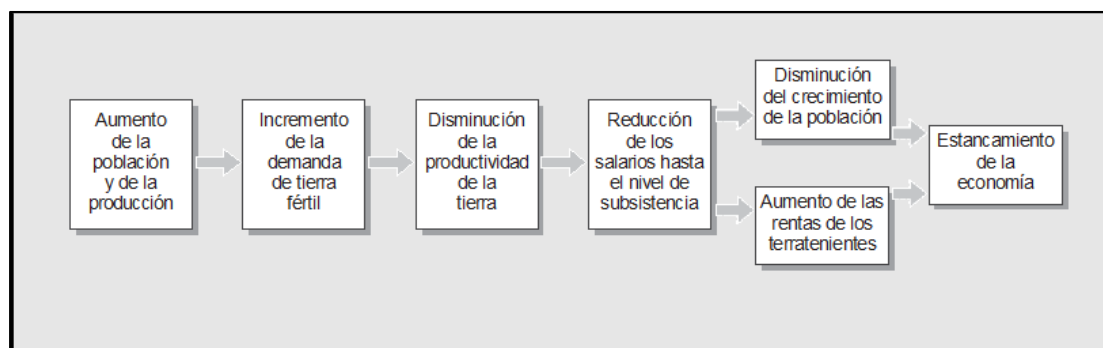 Aumento
de la
población
y de la
producción
Incremento
de la
demanda
de tierra
fértil
Disminución
de la
productividad
de la
tierra
Reducción
de los
salarios hasta
el nivel de
subsistencia
Disminución
del crecimiento
de la población
Aumento de las
rentas de los
terratenientes
Estancamiento
de la
economía